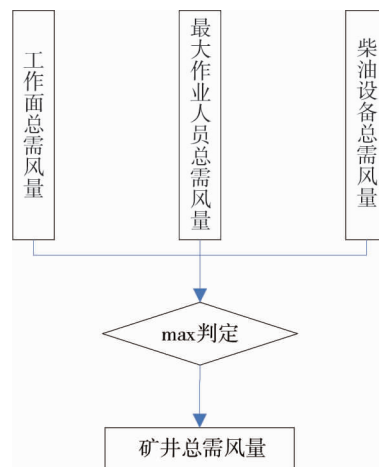 工作面总需风量
最大作业人员总需风量
柴油设备总需风量
max判定
矿井总需风量